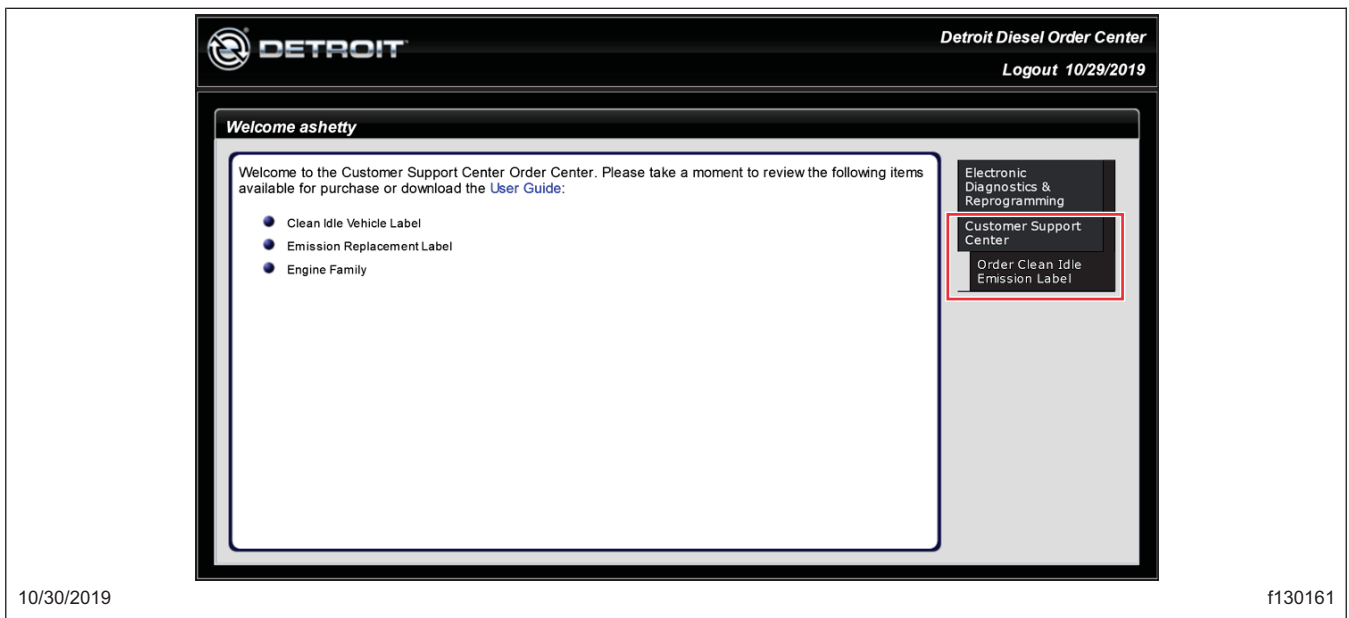 DETROIT
Detroit Diesel Order Center
Logout 10/29/2019
Welcome ashetty
Welcome to the Customer Support Center Order Center. Please take a moment to review the following items
available for purchase or download the User Guide:
Clean Idle Vehicle Label
Emission Replacement Label
Engine Family
Electronic
Diagnostics &
Reprogramming
Customer Support
Center
Order Clean Idle
Emission Label
10/30/2019
f130161